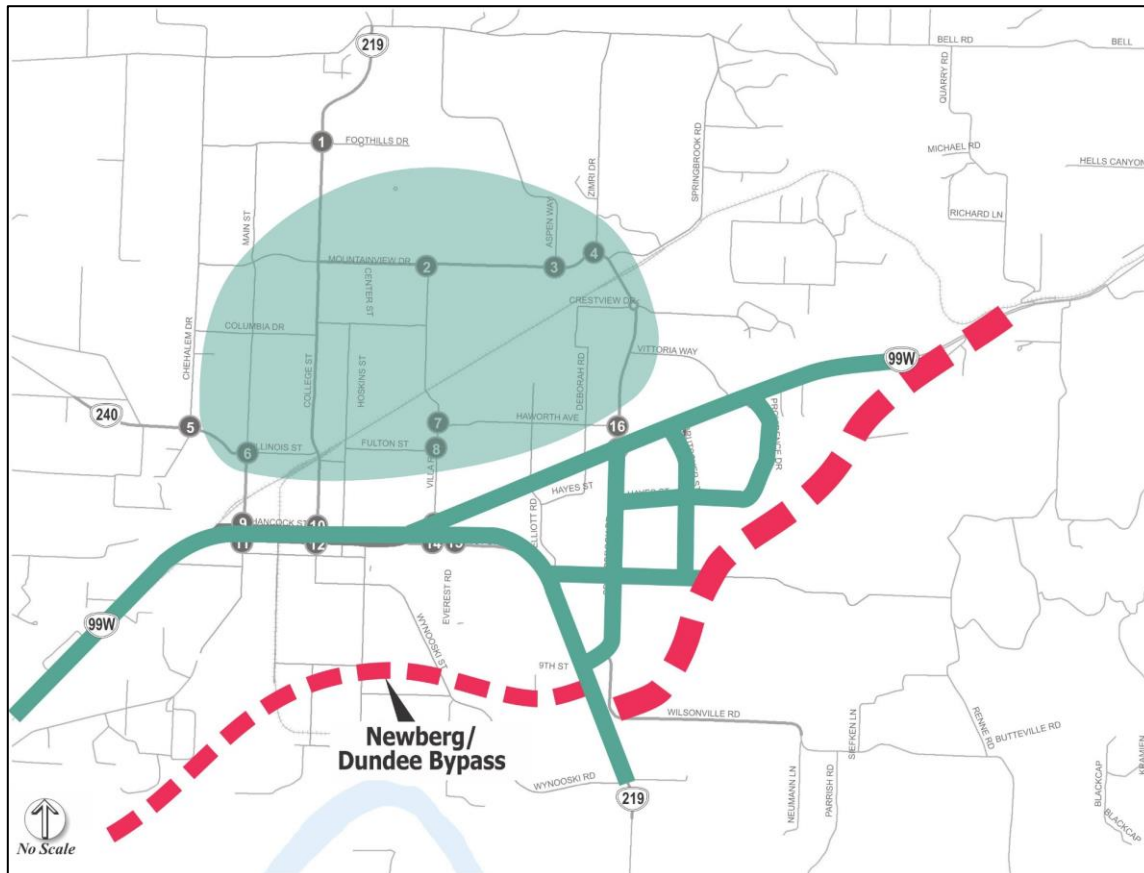 219
BELL RD
BELL
QUARRY RD
1
FOOTHILLS DR
MICHAEL RD
HELLS CANYON
ZIMRI DR
SPRINGBROOK RD
RICHARD LN
MAIN ST
ASPEN WAY
MOUNTAINVIEW DR
2
3
4
CENTER ST
CRESTVIEW DR
COLUMBIA DR
CHEHALEM DR
COLLEGE ST
HOSKINS ST
DEBORAH RD
VITTORIA WAY
99W
240
5
HAWORTH AVE
7
16
6
ILLINOIS ST
FULTON ST
8
HAYES ST
9
HANCOCK ST
10
11
12
14
ELLIOTT RD
EVEREST RD
WYNOOSKI ST
99W
9TH ST
Newberg/
Dundee Bypass
WILSONVILLE RD
SIEFKEN LN
RENNE RD
BUTTEVILLE RD
WYNOOSKI RD
219
NEUMANN LN
PARRISH RD
BLACKCAP
KRAMIEN
BLACKCAP
No Scale